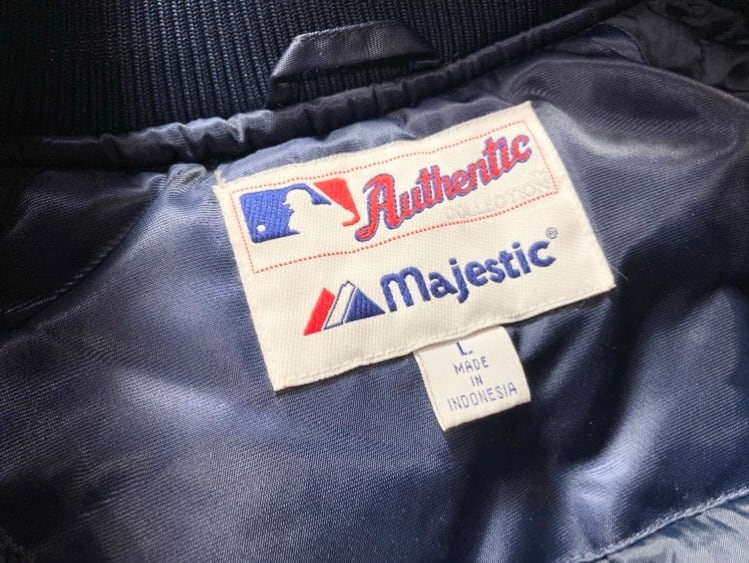 Authentic
COLLECTION
Majestic®
L
MADE
IN
INDONESIA